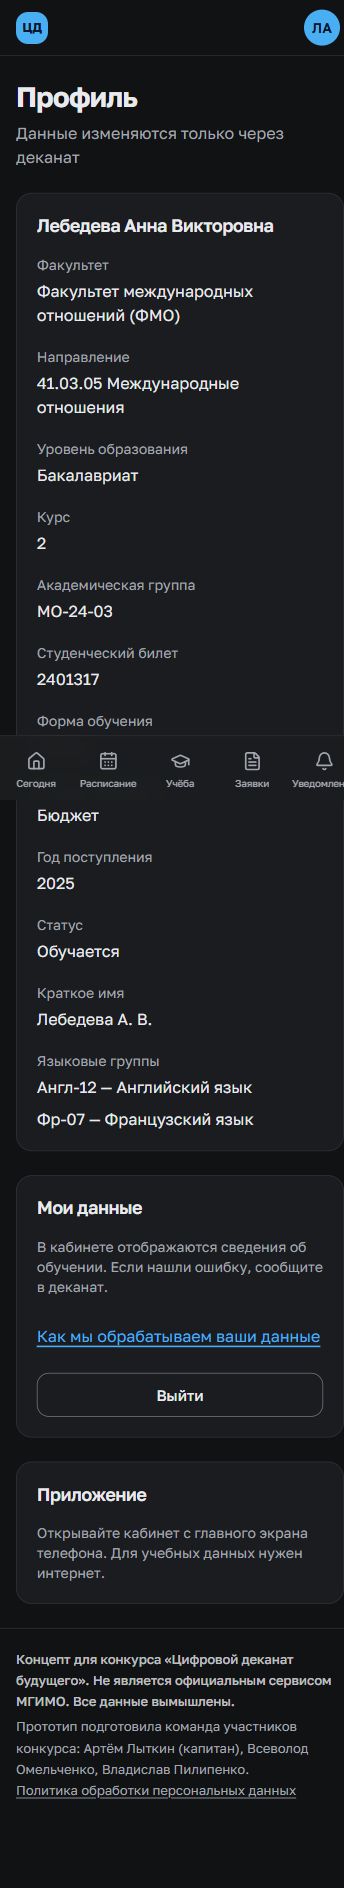 ЦД
ЛА
Профиль
Данные изменяются только через
деканат
Лебедева Анна Викторовна
Факультет
Факультет международных
отношений (ФМО)
Направление
41.03.05 Международные
отношения
Уровень образования
Бакалавриат
Курс
2
Академическая группа
МО-24-03
Студенческий билет
2401317
Форма обучения
Сегодня
Расписание
Учёба
Заявки
Уведомлен
Бюджет
Год поступления
2025
Статус
Обучается
Краткое имя
Лебедева А. В.
Языковые группы
Англ-12 — Английский язык
Фр-07 — Французский язык
Мои данные
В кабинете отображаются сведения об
обучении. Если нашли ошибку, сообщите
в деканат.
Как мы обрабатываем ваши данные
Выйти
Приложение
Открывайте кабинет с главного экрана
телефона. Для учебных данных нужен
интернет.
Концепт для конкурса «Цифровой деканат
будущего». Не является официальным сервисом
МГИМО. Все данные вымышлены.
Прототип подготовила команда участников
конкурса: Артём Лыткин (капитан), Всеволод
Омельченко, Владислав Пилипенко.
Политика обработки персональных данных